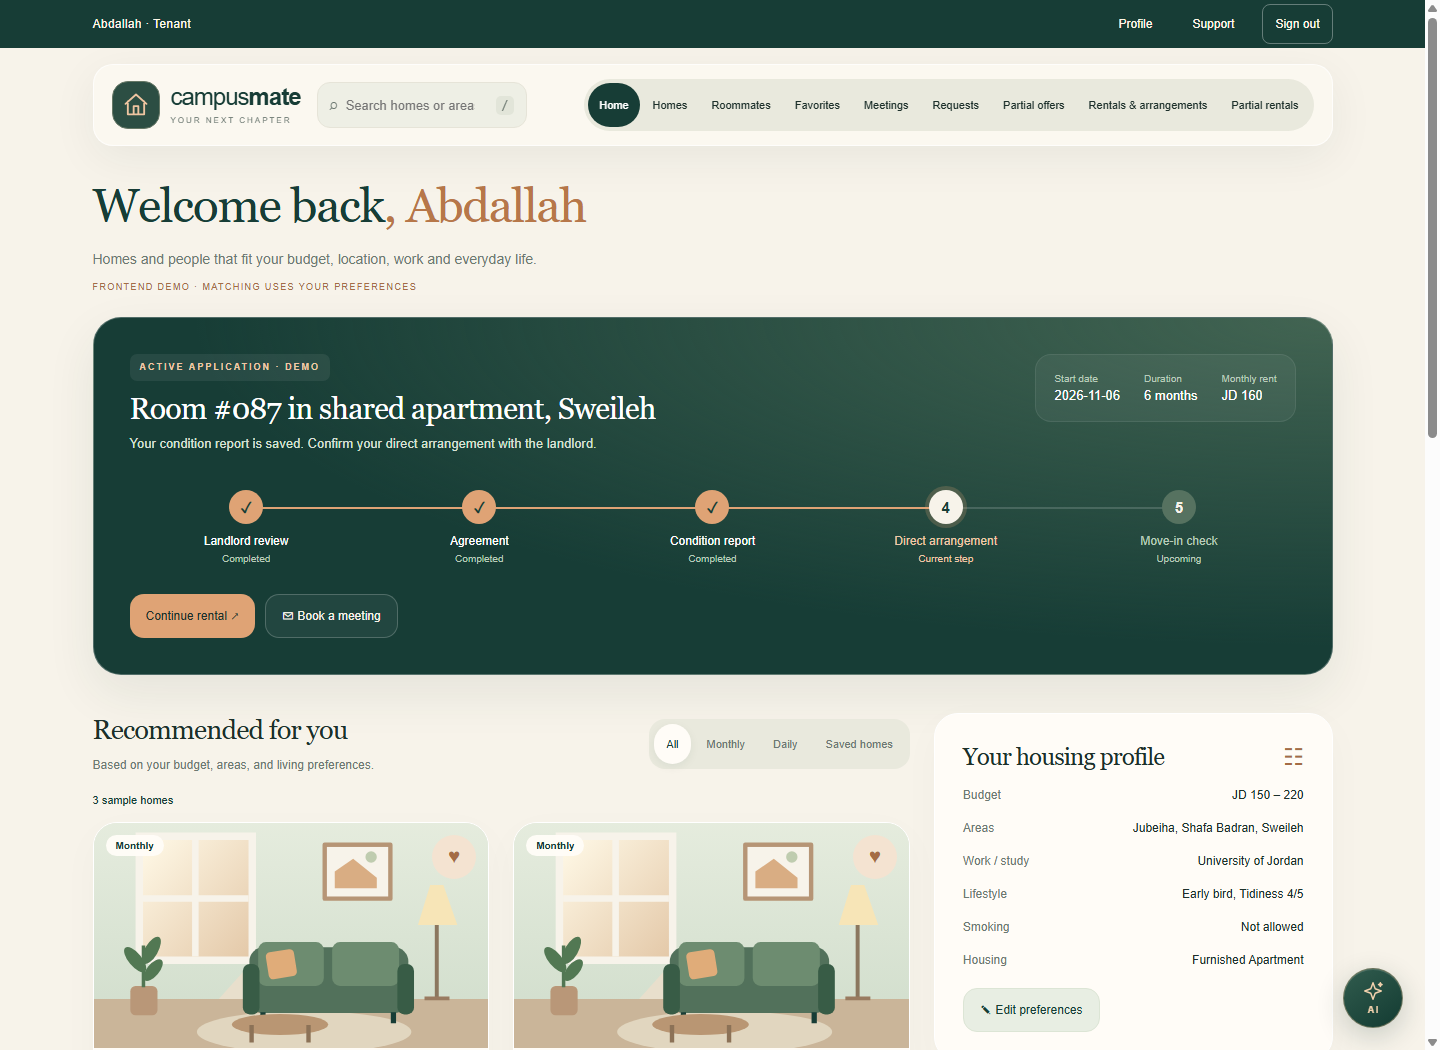 Abdallah · Tenant
Profile
Support
Sign out
campusmate
YOUR NEXT CHAPTER
Search homes or area
/
Home
Homes
Roommates
Favorites
Meetings
Requests
Partial offers
Rentals & arrangements
Partial rentals
Welcome back, Abdallah
Homes and people that fit your budget, location, work and everyday life.
FRONTEND DEMO · MATCHING USES YOUR PREFERENCES
ACTIVE APPLICATION · DEMO
Room #087 in shared apartment, Sweileh
Your condition report is saved. Confirm your direct arrangement with the landlord.
Start date
2026-11-06
Duration
6 months
Monthly rent
JD 160
✓
Landlord review
Completed
✓
Agreement
Completed
✓
Condition report
Completed
4
Direct arrangement
Current step
5
Move-in check
Upcoming
Continue rental ↗
Book a meeting
Recommended for you
Based on your budget, areas, and living preferences.
All
Monthly
Daily
Saved homes
3 sample homes
Monthly
Monthly
Your housing profile
Budget
JD 150 – 220
Areas
Jubeiha, Shafa Badran, Sweileh
Work / study
University of Jordan
Lifestyle
Early bird, Tidiness 4/5
Smoking
Not allowed
Housing
Furnished Apartment
Edit preferences
AI